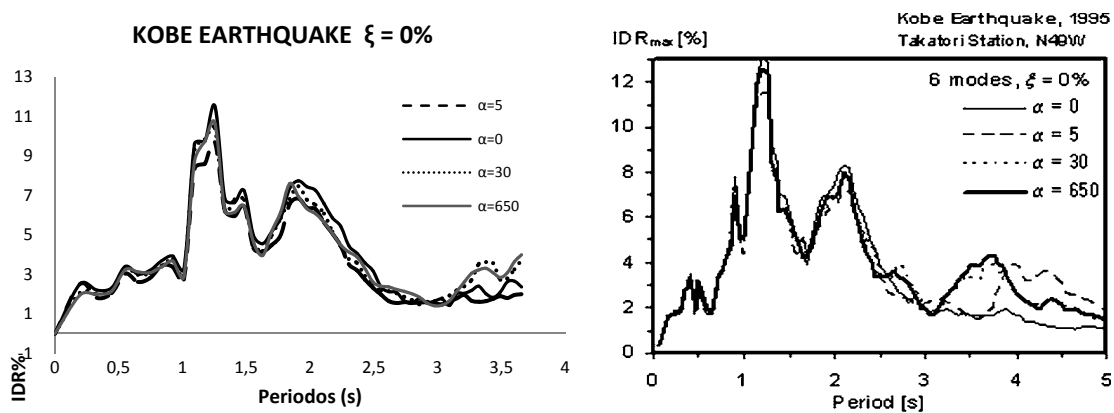 KOBE EARTHQUAKE ξ = 0%
13
11
9
7
5
3
1
1
0
0,5
1
1,5
2
2,5
3
3,5
4
IDR%
Periodos (s)
α=5
α=0
α=30
α=650
Kobe Earthquake, 1995
Takatori Station, N49W
IDRmax [%]
12
10
8
6
4
2
0
0
1
2
3
4
5
Period [s]
6 modes, ξ = 0%
α = 0
α = 5
α = 30
α = 650